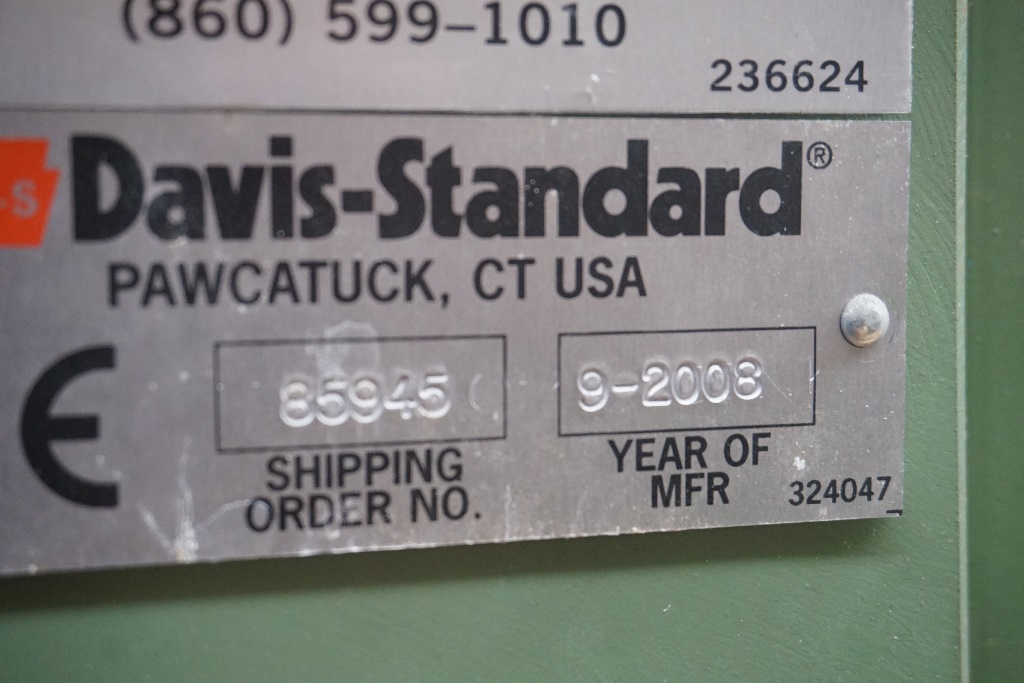 (860) 599-1010
236624
-S Davis-Standard®
PAWCATUCK, CT USA
CE 85945 9-2008
SHIPPING ORDER NO.
YEAR OF MFR
324047